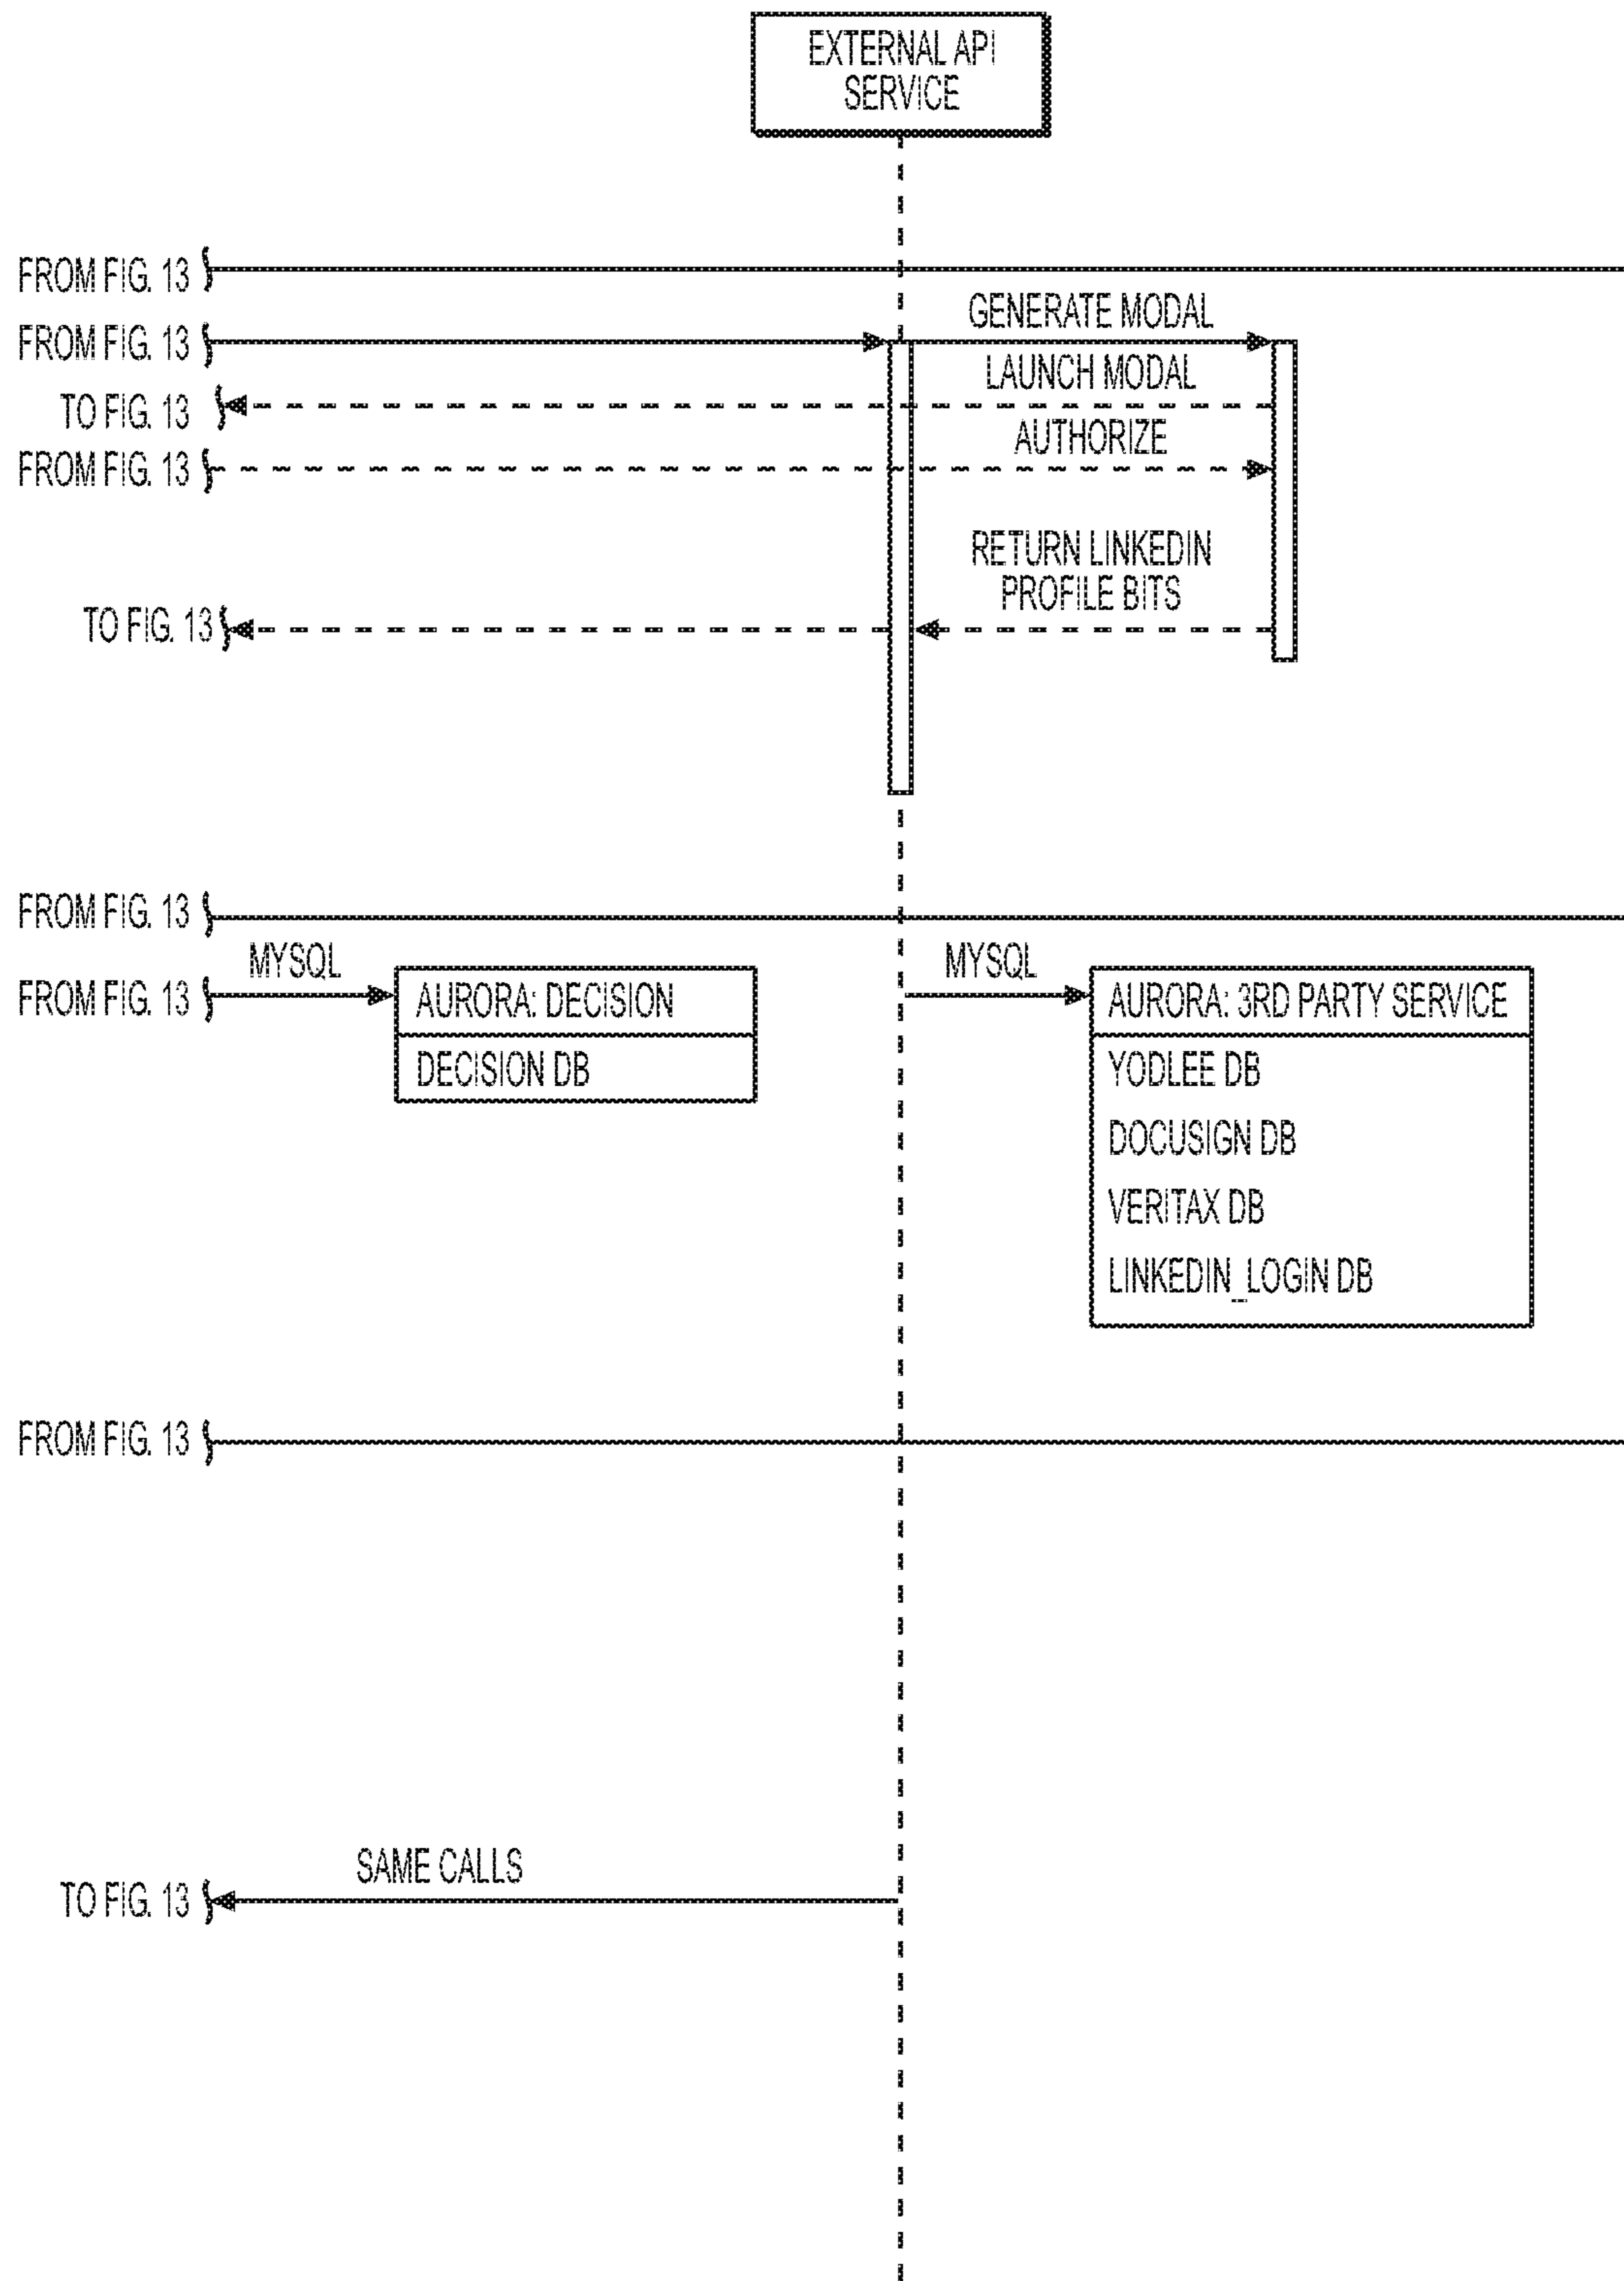 EXTERNAL API
SERVICE
FROM FIG. 13
FROM FIG. 13
GENERATE MODAL
TO FIG. 13
LAUNCH MODAL
FROM FIG. 13
AUTHORIZE
RETURN LINKEDIN
PROFILE BITS
TO FIG. 13
FROM FIG. 13
FROM FIG. 13
MYSQL
AURORA: DECISION
DECISION DB
MYSQL
AURORA: 3RD PARTY SERVICE
YODLEE DB
DOCUSIGN DB
VERITAX DB
LINKEDIN_LOGIN DB
FROM FIG. 13
SAME CALLS
TO FIG. 13